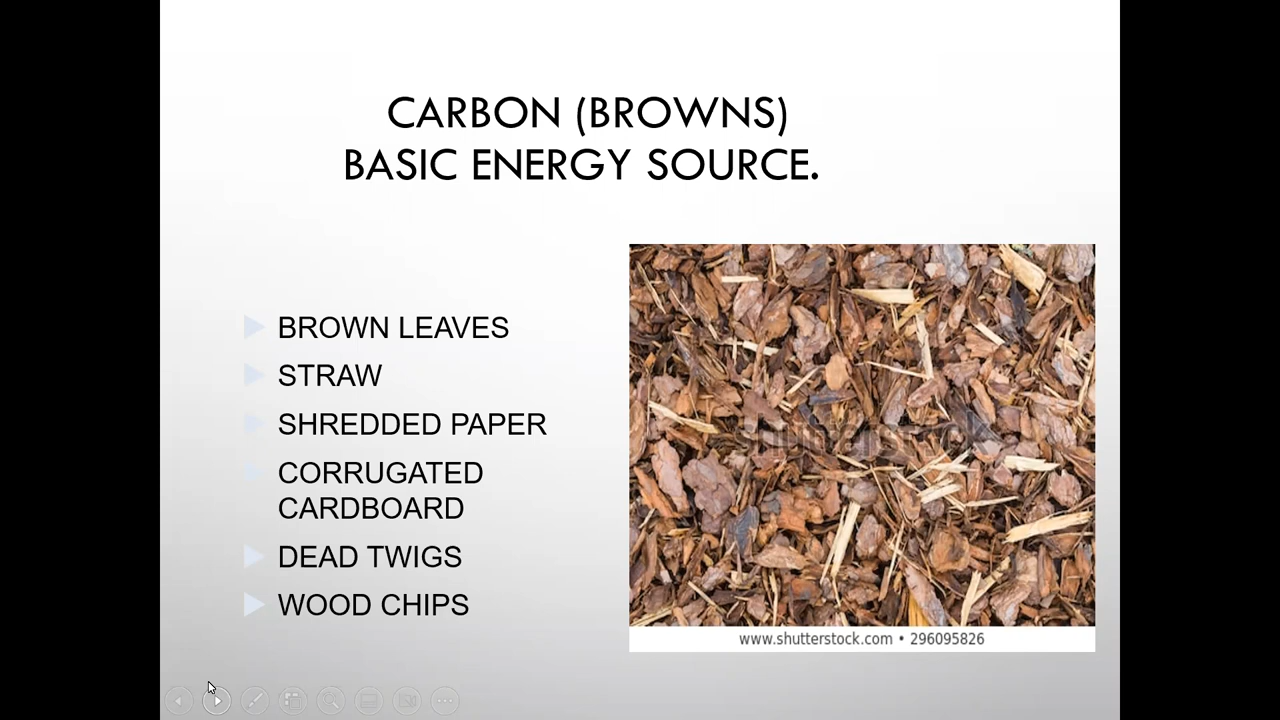 CARBON (BROWNS)
BASIC ENERGY SOURCE.
BROWN LEAVES
STRAW
SHREDDED PAPER
CORRUGATED
CARDBOARD
DEAD TWIGS
WOOD CHIPS
shutterstock
www.shutterstock.com • 296095826